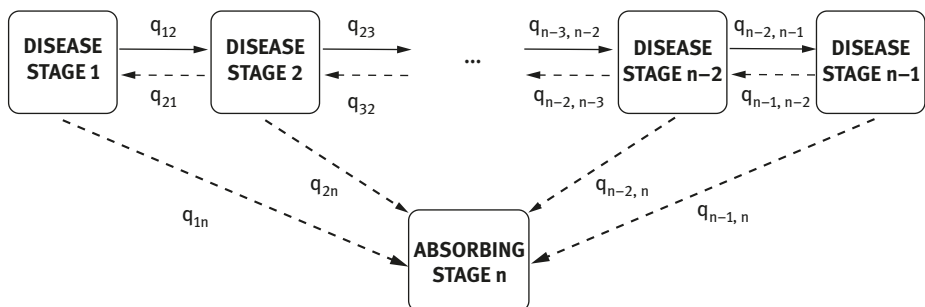 q12
q23
qn−3, n−2
qn−2, n−1
DISEASE
STAGE 1
DISEASE
STAGE 2
...
DISEASE
STAGE n−2
DISEASE
STAGE n−1
q21
q32
qn−2, n−3
qn−1, n−2
q1n
q2n
qn−2, n
qn−1, n
ABSORBING
STAGE n